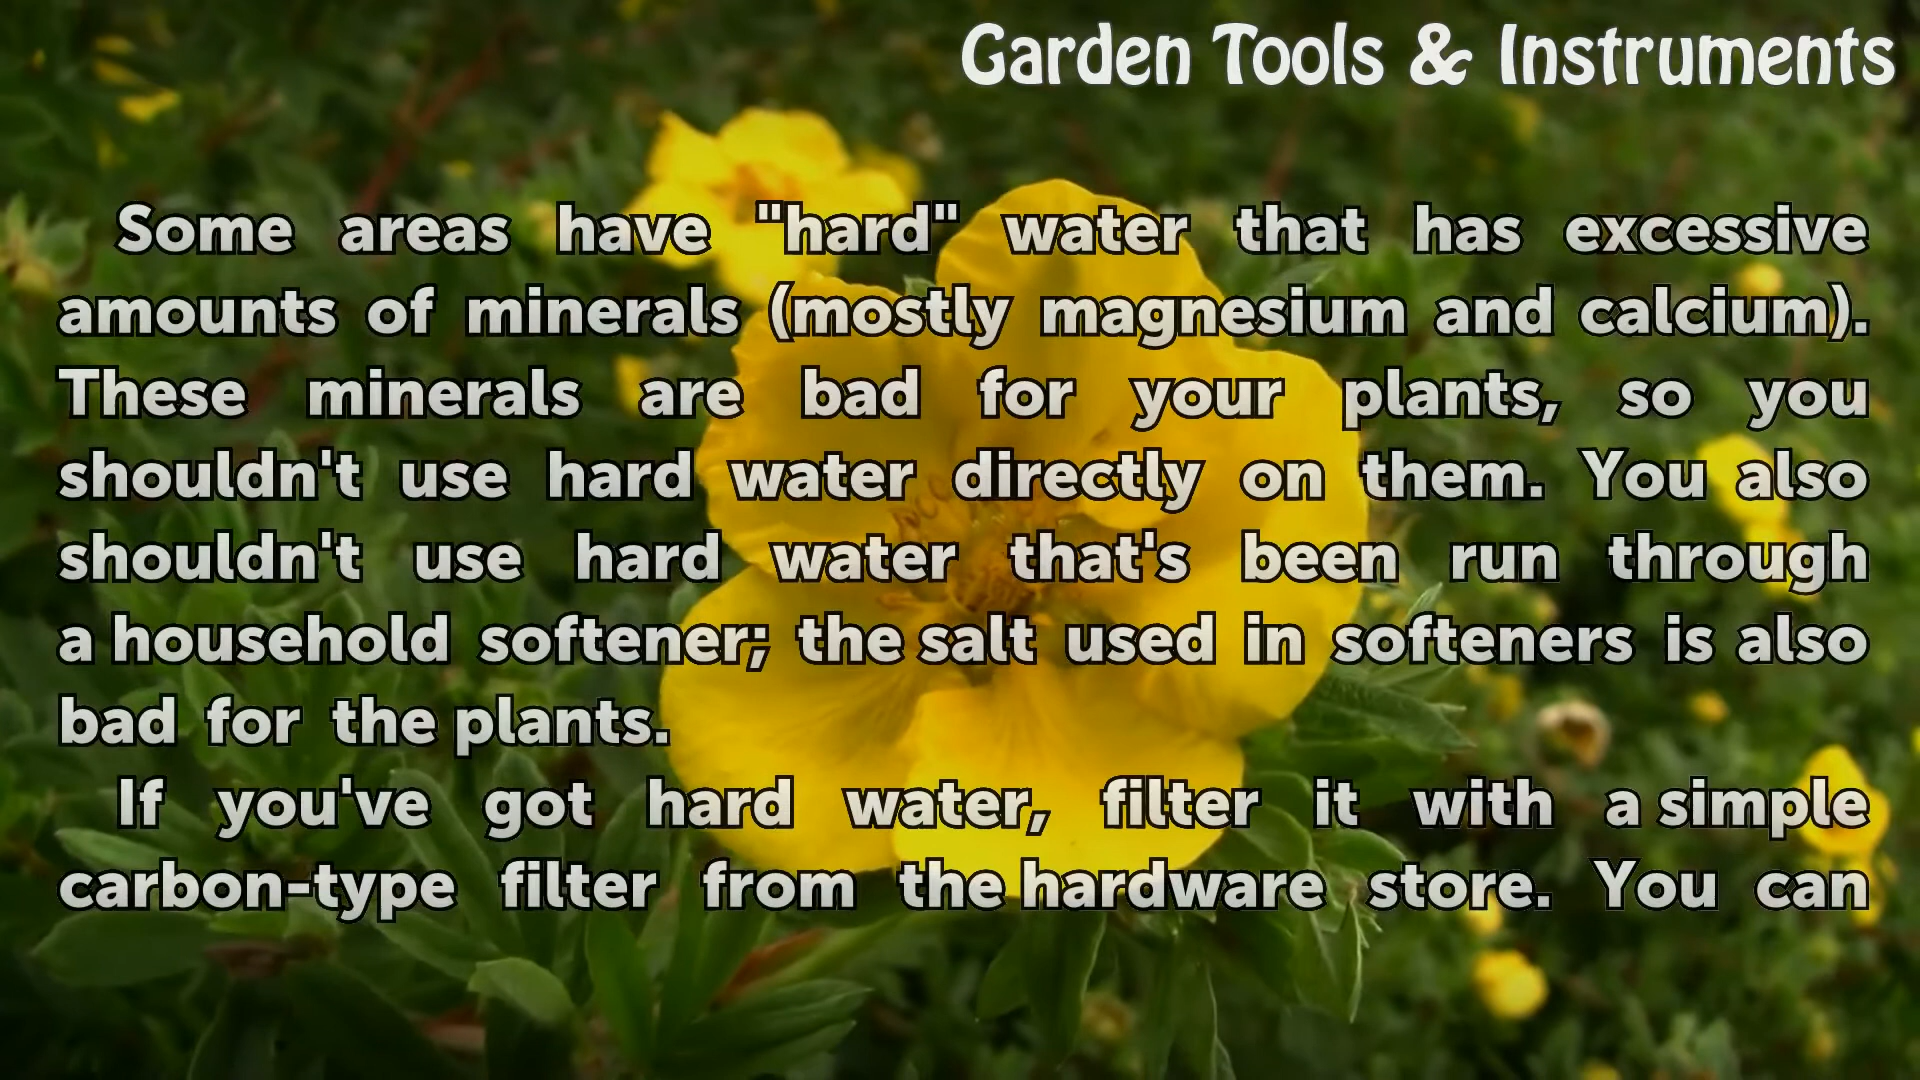 Garden Tools & Instruments
Some areas have "hard" water that has excessive
amounts of minerals (mostly magnesium and calcium).
These minerals are bad for your plants, so you
shouldn't use hard water directly on them. You also
shouldn't use hard water that's been run through
a household softener; the salt used in softeners is also
bad for the plants.
If you've got hard water, filter it with a simple
carbon-type filter from the hardware store. You can